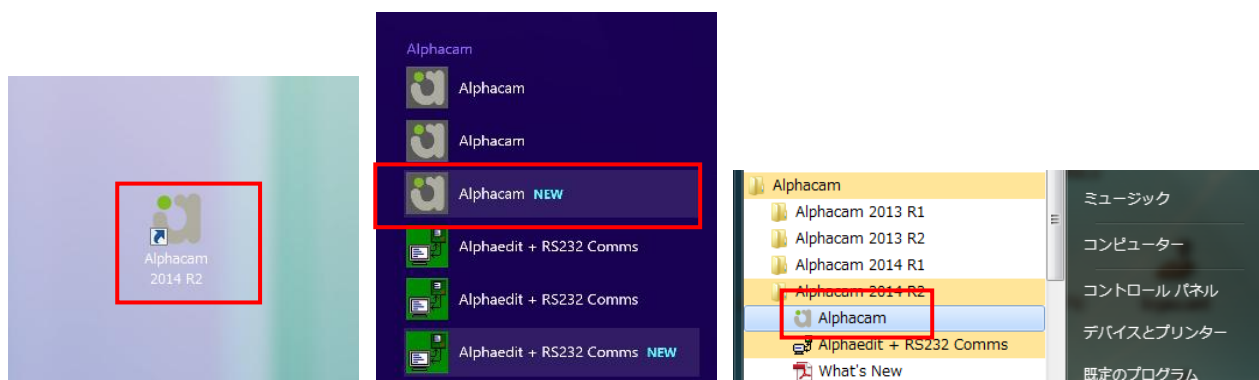 Alphacam
2014 R2
Alphacam
Alphacam
Alphacam
Alphacam NEW
Alphaedit + RS232 Comms
Alphaedit + RS232 Comms
Alphaedit + RS232 Comms NEW
Alphacam
Alphacam 2013 R1
Alphacam 2013 R2
Alphacam 2014 R1
Alphacam 2014 R2
Alphacam
Alphaedit + RS232 Comms
What's New
ミュージック
コンピューター
コントロール パネル
デバイスとプリンター
既定のプログラム